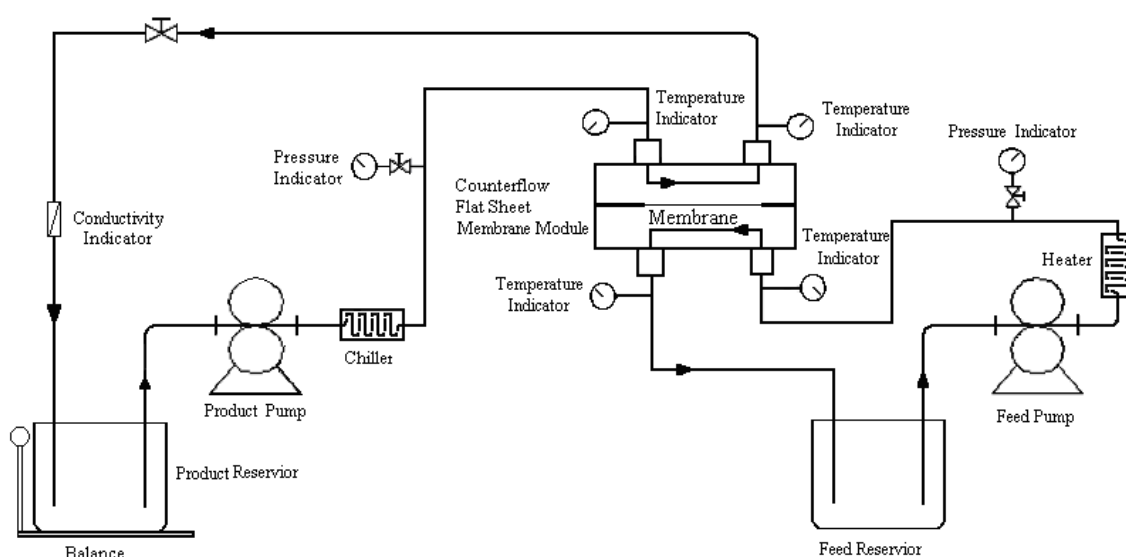 Temperature
Indicator
Temperature
Indicator
Pressure Indicator
Pressure
Indicator
Counterflow
Flat Sheet
Membrane Module
Membrane
Conductivity
Indicator
Temperature
Indicator
Heater
Temperature
Indicator
Chiller
Product Pump
Feed Pump
Product Reservior
Balance
Feed Reservior